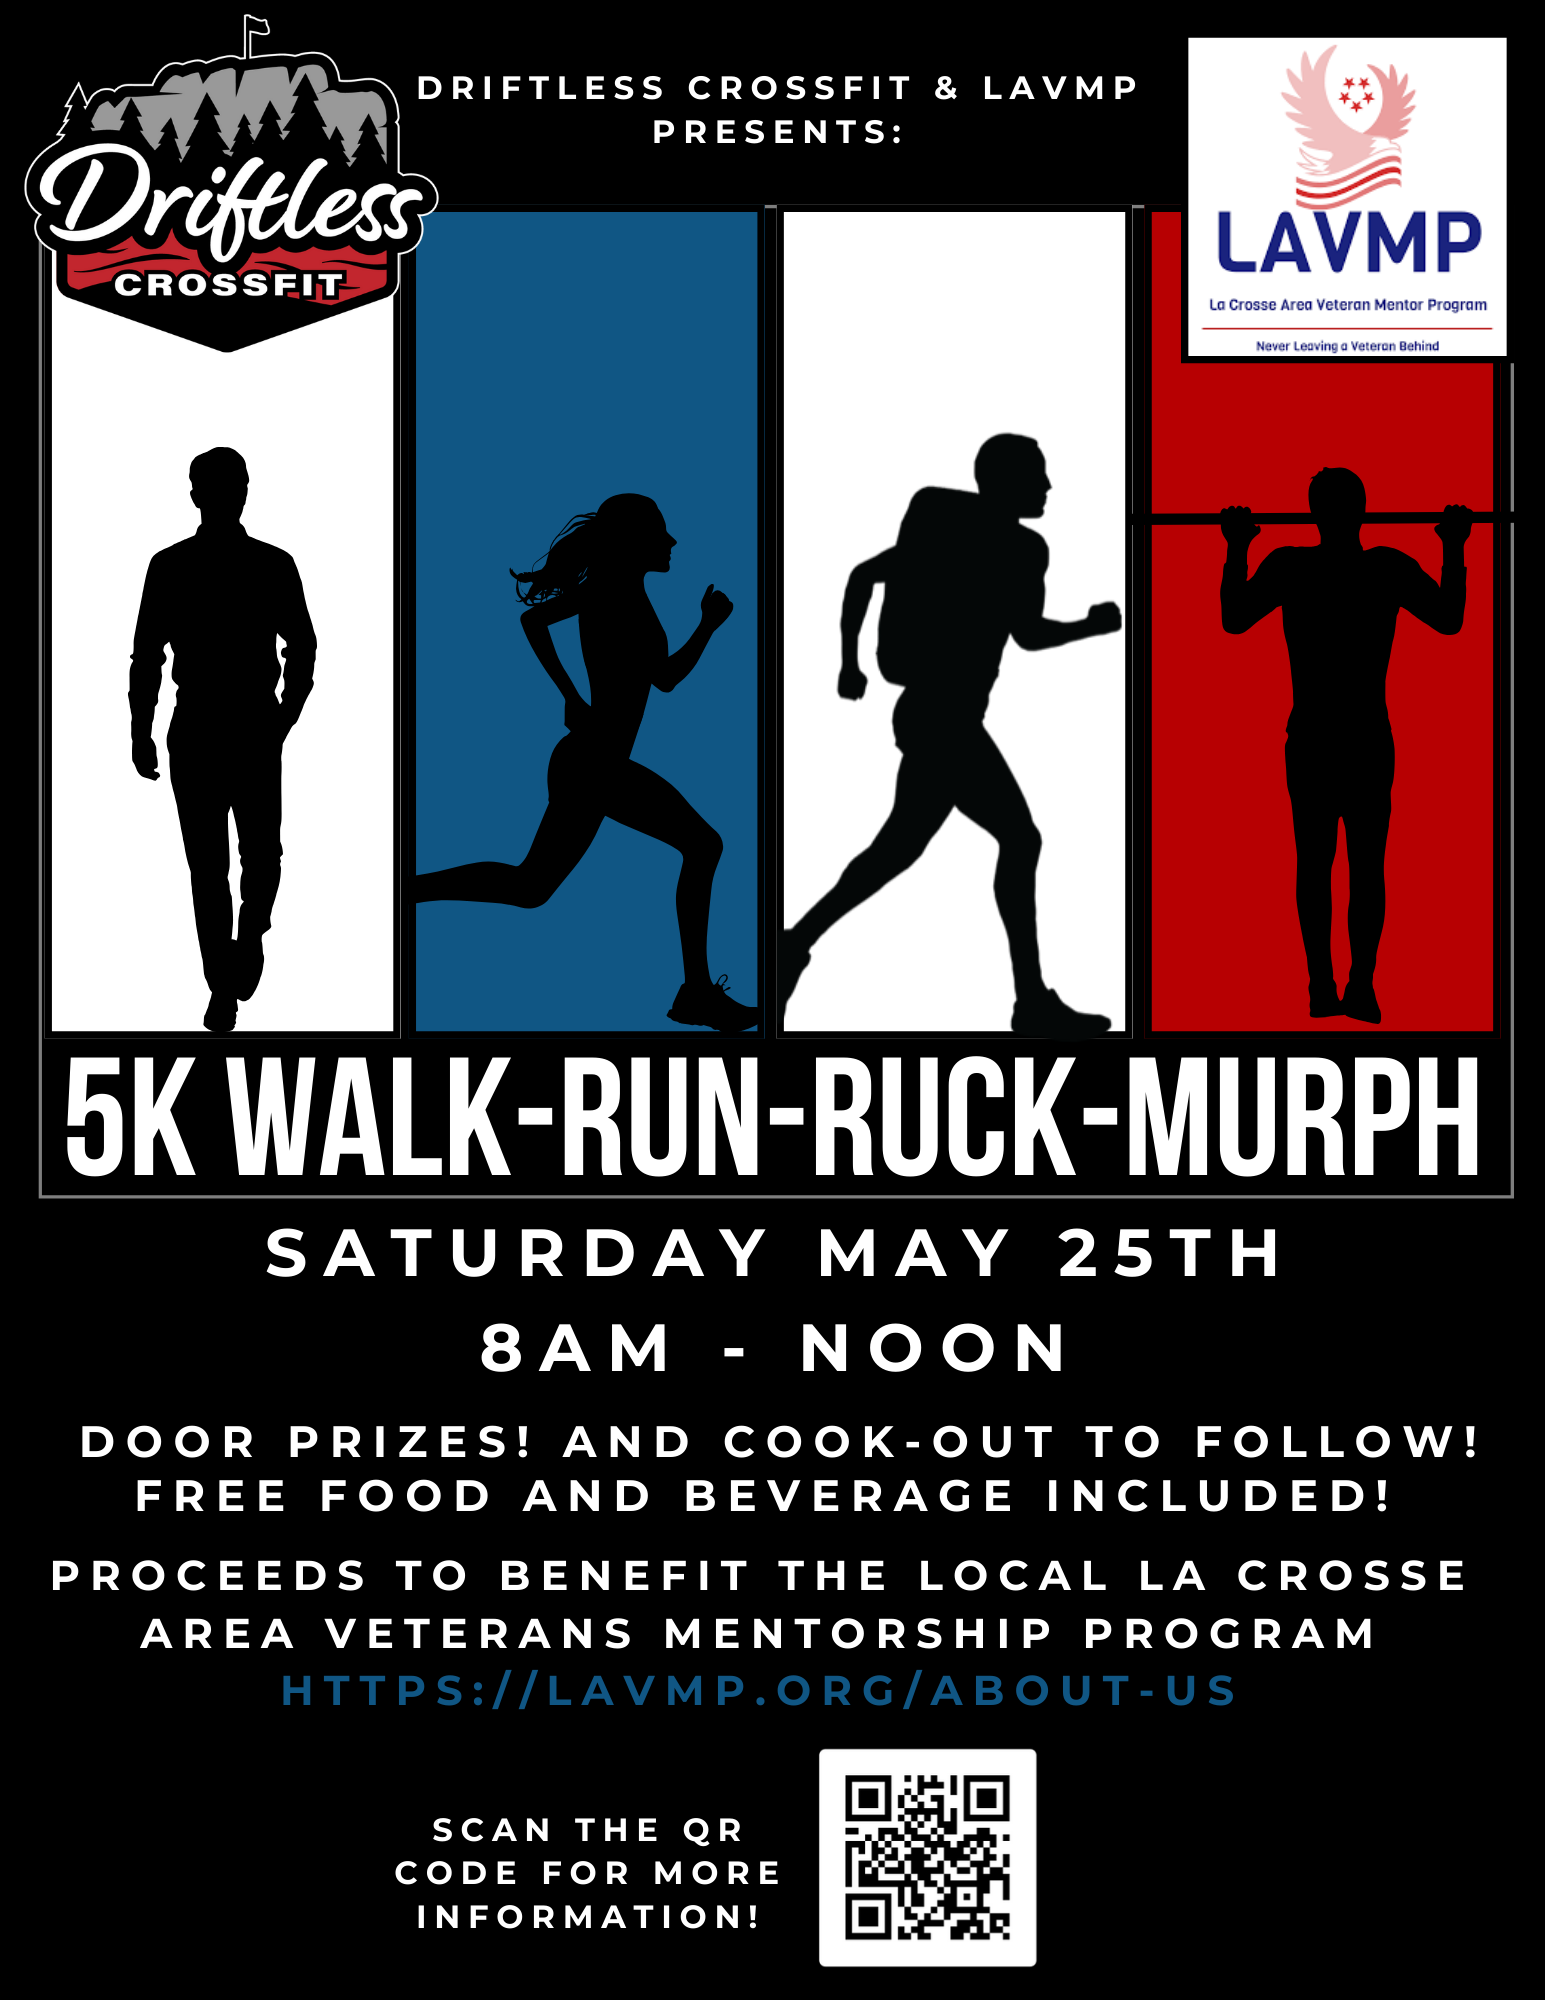 Driftless
CROSSFIT
DRIFTLESS CROSSFIT & LAVMP
PRESENTS:
LAVMP
La Crosse Area Veteran Mentor Program
Never Leaving a Veteran Behind
5K WALK-RUN-RUCK-MURPH
SATURDAY MAY 25TH
8AM - NOON
DOOR PRIZES! AND COOK-OUT TO FOLLOW!
FREE FOOD AND BEVERAGE INCLUDED!
PROCEEDS TO BENEFIT THE LOCAL LA CROSSE
AREA VETERANS MENTORSHIP PROGRAM
HTTPS://LAVMP.ORG/ABOUT-US
SCAN THE QR
CODE FOR MORE
INFORMATION!